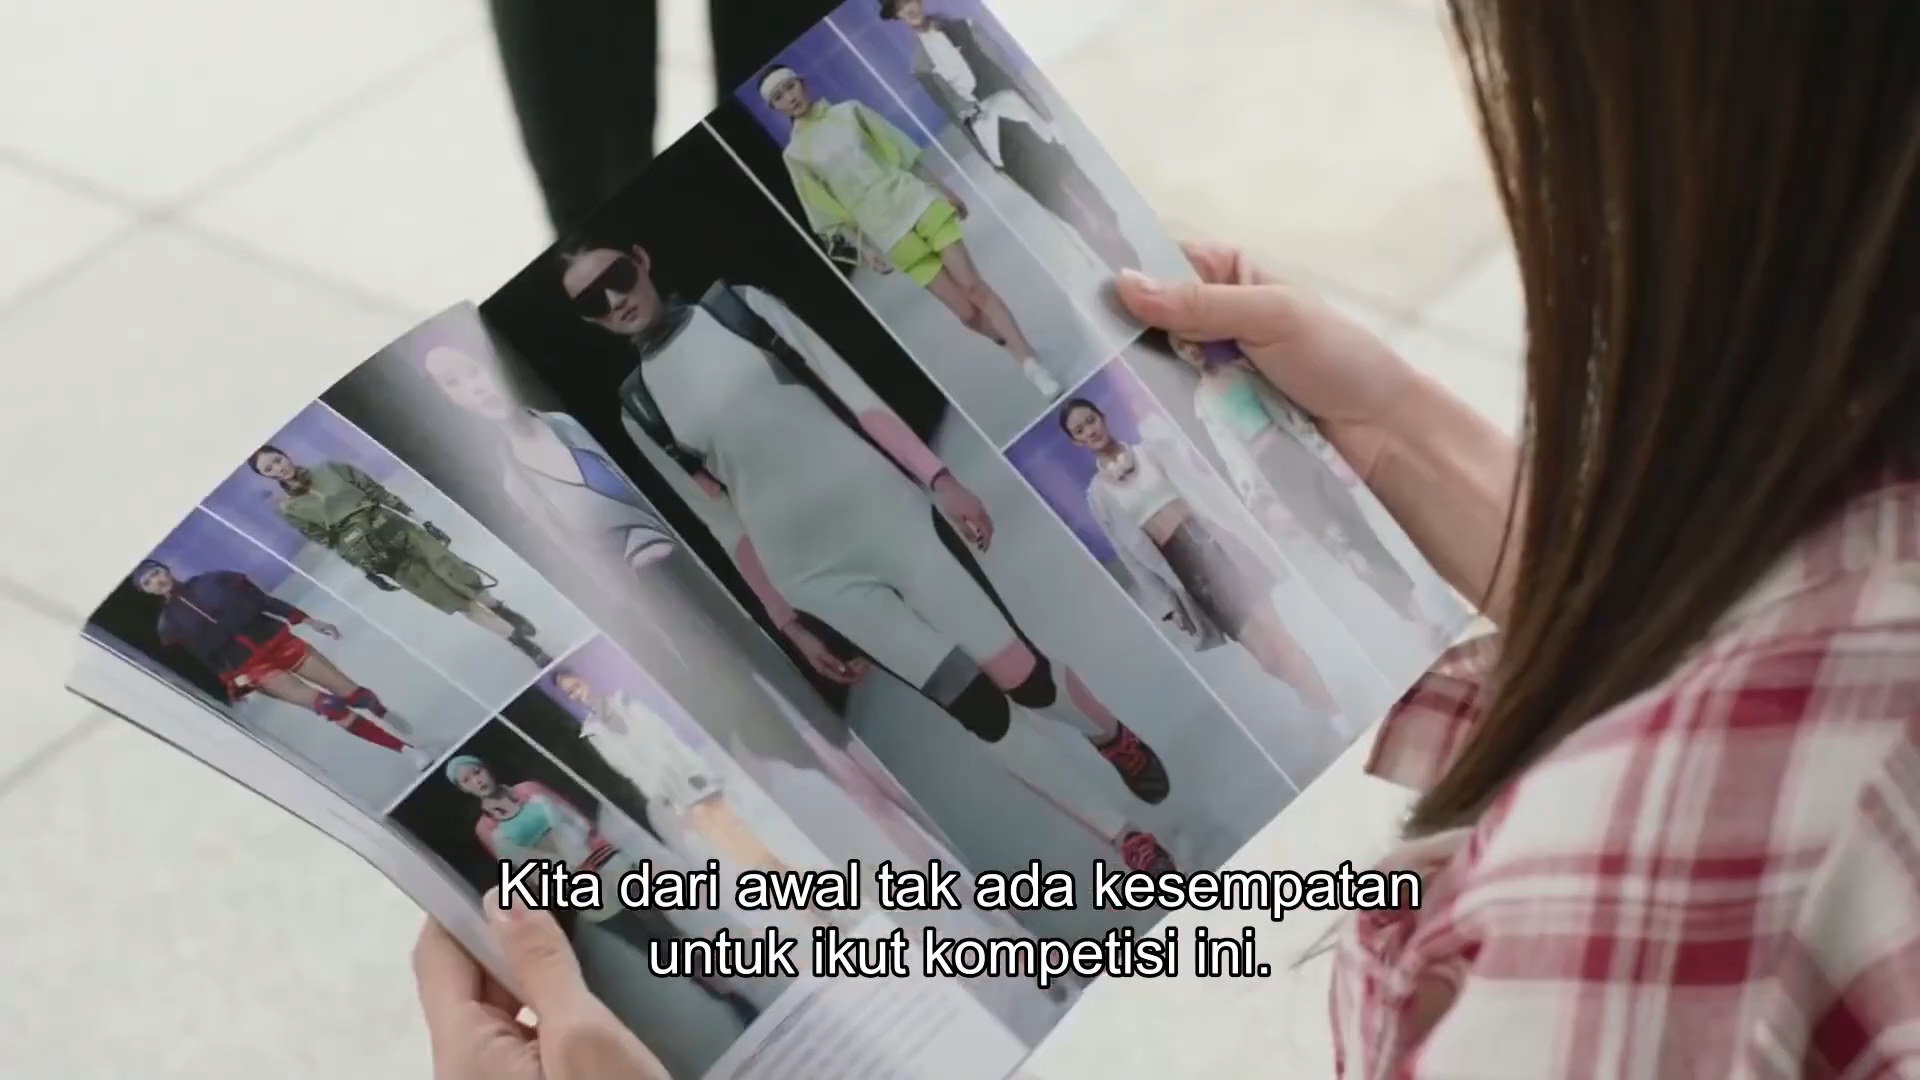 Kita dari awal tak ada kesempatan
untuk ikut kompetisi ini.